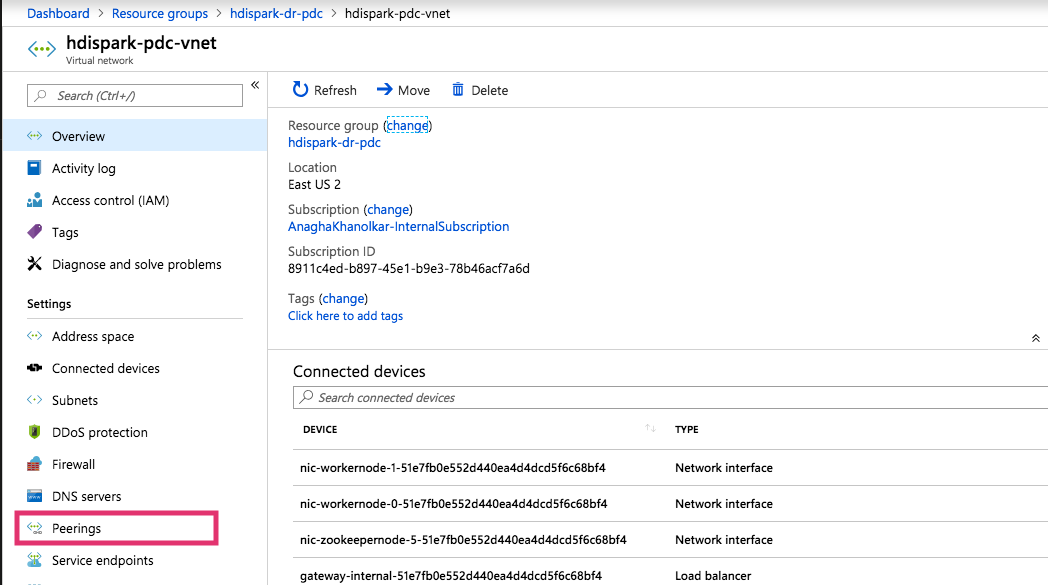 Dashboard > Resource groups > hdispark-dr-pdc > hdispark-pdc-vnet
hdispark-pdc-vnet
Virtual network
Search (Ctrl+/)
«
Overview
Activity log
Access control (IAM)
Tags
Diagnose and solve problems
Settings
Address space
Connected devices
Subnets
DDoS protection
Firewall
DNS servers
Peerings
Service endpoints
Refresh Move Delete
Resource group (change)
hdispark-dr-pdc
Location
East US 2
Subscription (change)
AnaghaKhanolkar-InternalSubscription
Subscription ID
8911c4ed-b897-45e1-b9e3-78b46acf7a6d
Tags (change)
Click here to add tags
Connected devices
Search connected devices
DEVICE TYPE
nic-workernode-1-51e7fb0e552d440ea4d4dcd5f6c68bf4 Network interface
nic-workernode-0-51e7fb0e552d440ea4d4dcd5f6c68bf4 Network interface
nic-zookeepernode-5-51e7fb0e552d440ea4d4dcd5f6c68bf4 Network interface
gateway-internal-51e7fb0e552d440ea4d4dcd5f6c68bf4 Load balancer